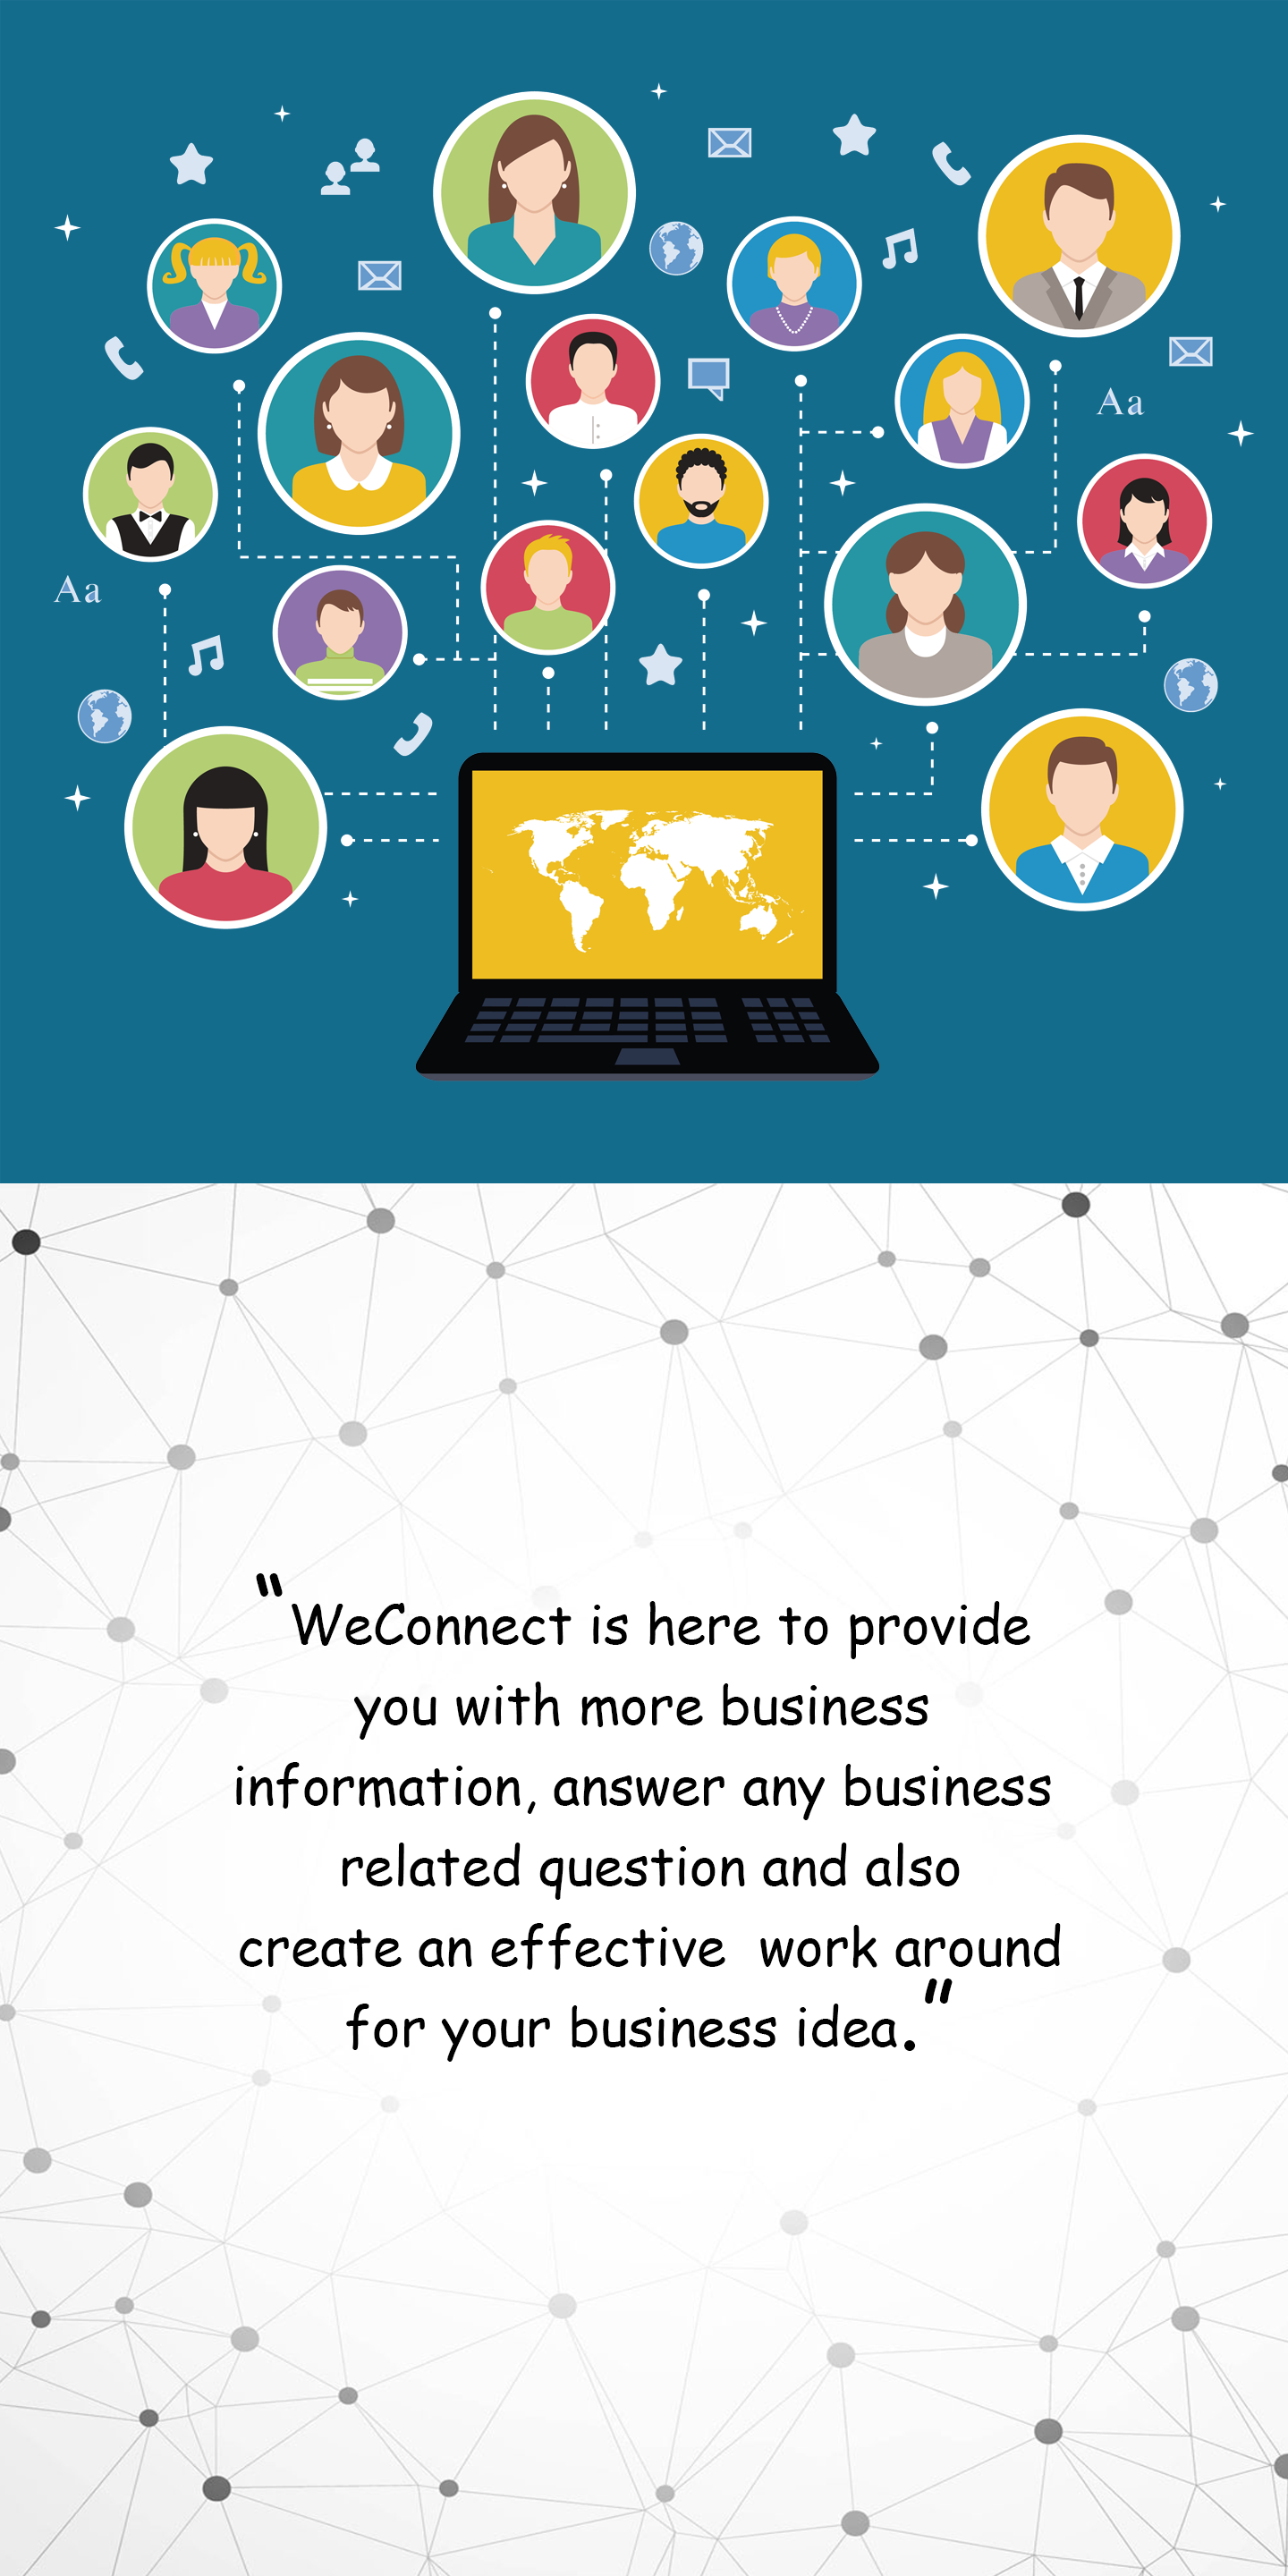 Aa
Aa
"WeConnect is here to provide
you with more business
information, answer any business
related question and also
create an effective  work around
for your business idea."